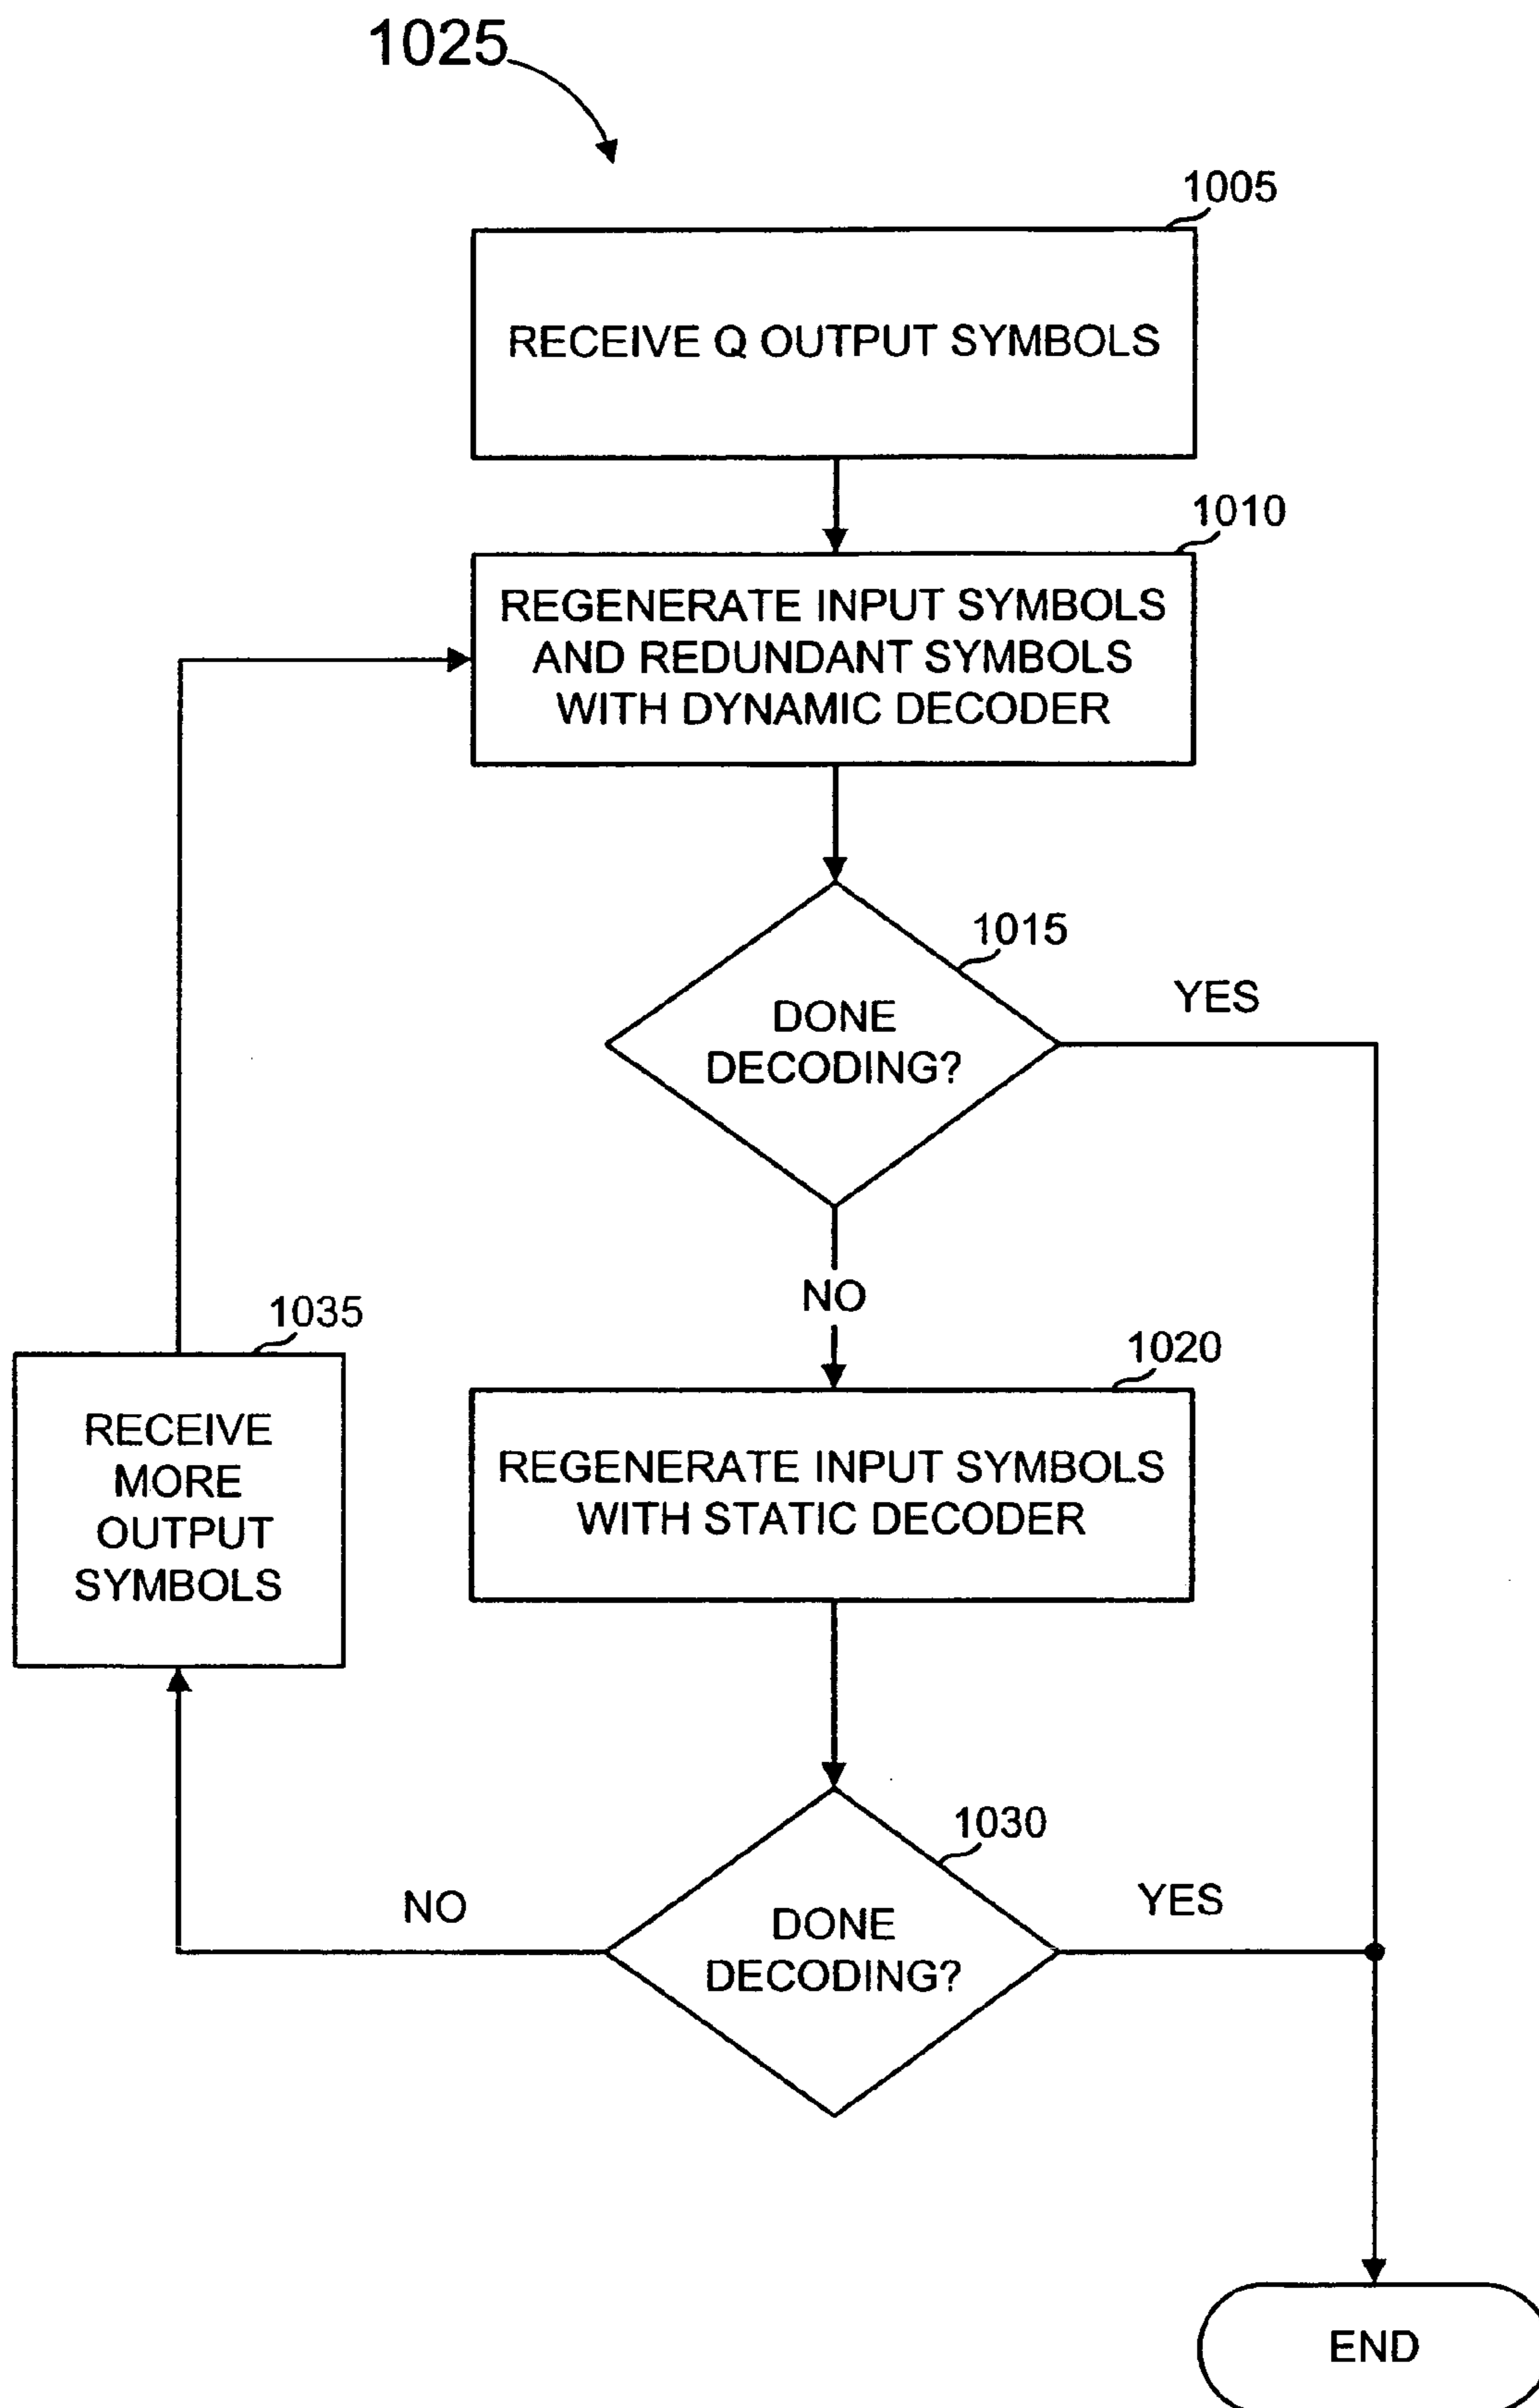 1025
1005
RECEIVE Q OUTPUT SYMBOLS
1010
REGENERATE INPUT SYMBOLS
AND REDUNDANT SYMBOLS
WITH DYNAMIC DECODER
1015
YES
DONE
DECODING?
NO
1035
1020
RECEIVE
MORE
OUTPUT
SYMBOLS
REGENERATE INPUT SYMBOLS
WITH STATIC DECODER
1030
NO
YES
DONE
DECODING?
END